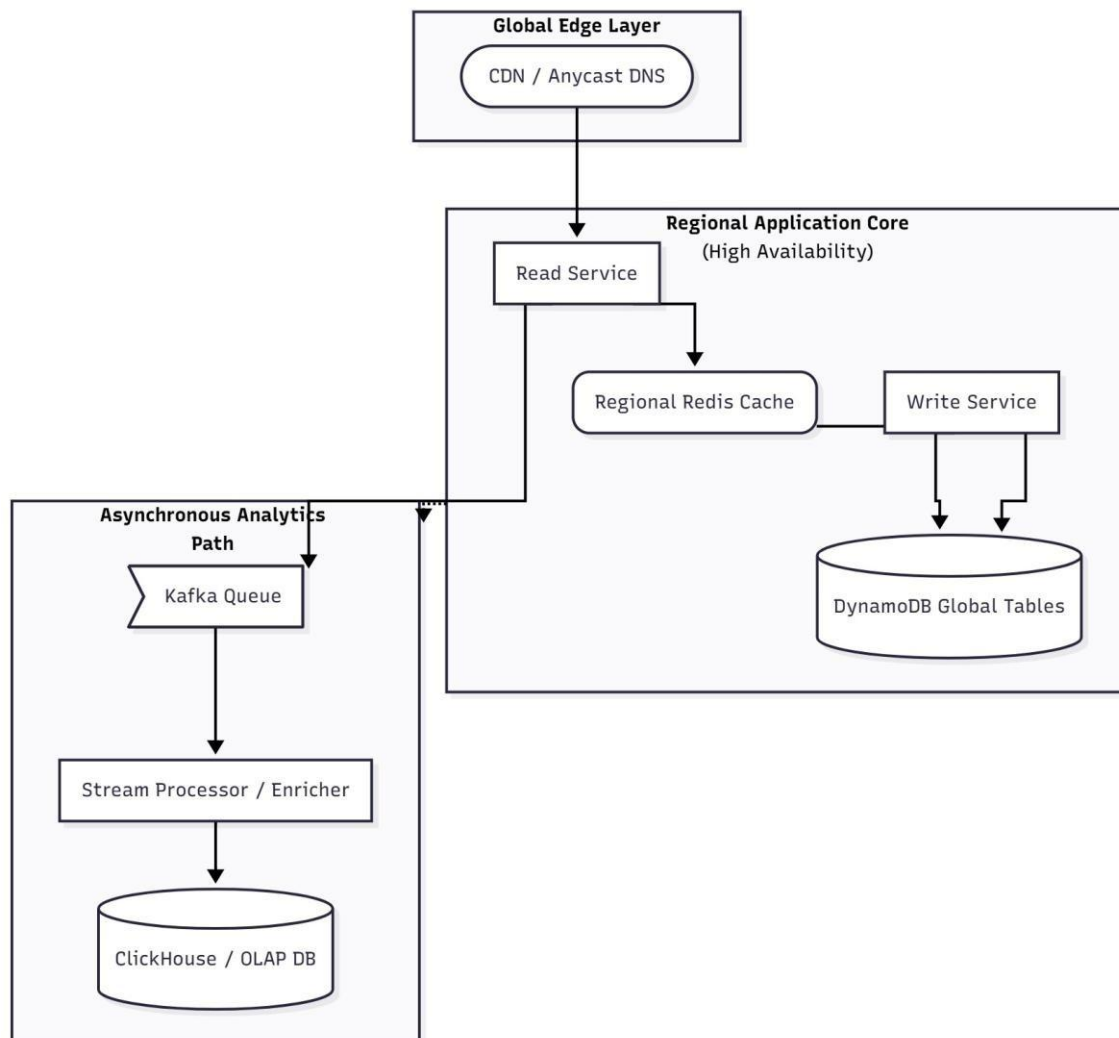 Global Edge Layer
CDN / Anycast DNS
Regional Application Core
(High Availability)
Read Service
Regional Redis Cache
Write Service
DynamoDB Global Tables
Asynchronous Analytics
Path
Kafka Queue
Stream Processor / Enricher
ClickHouse / OLAP DB